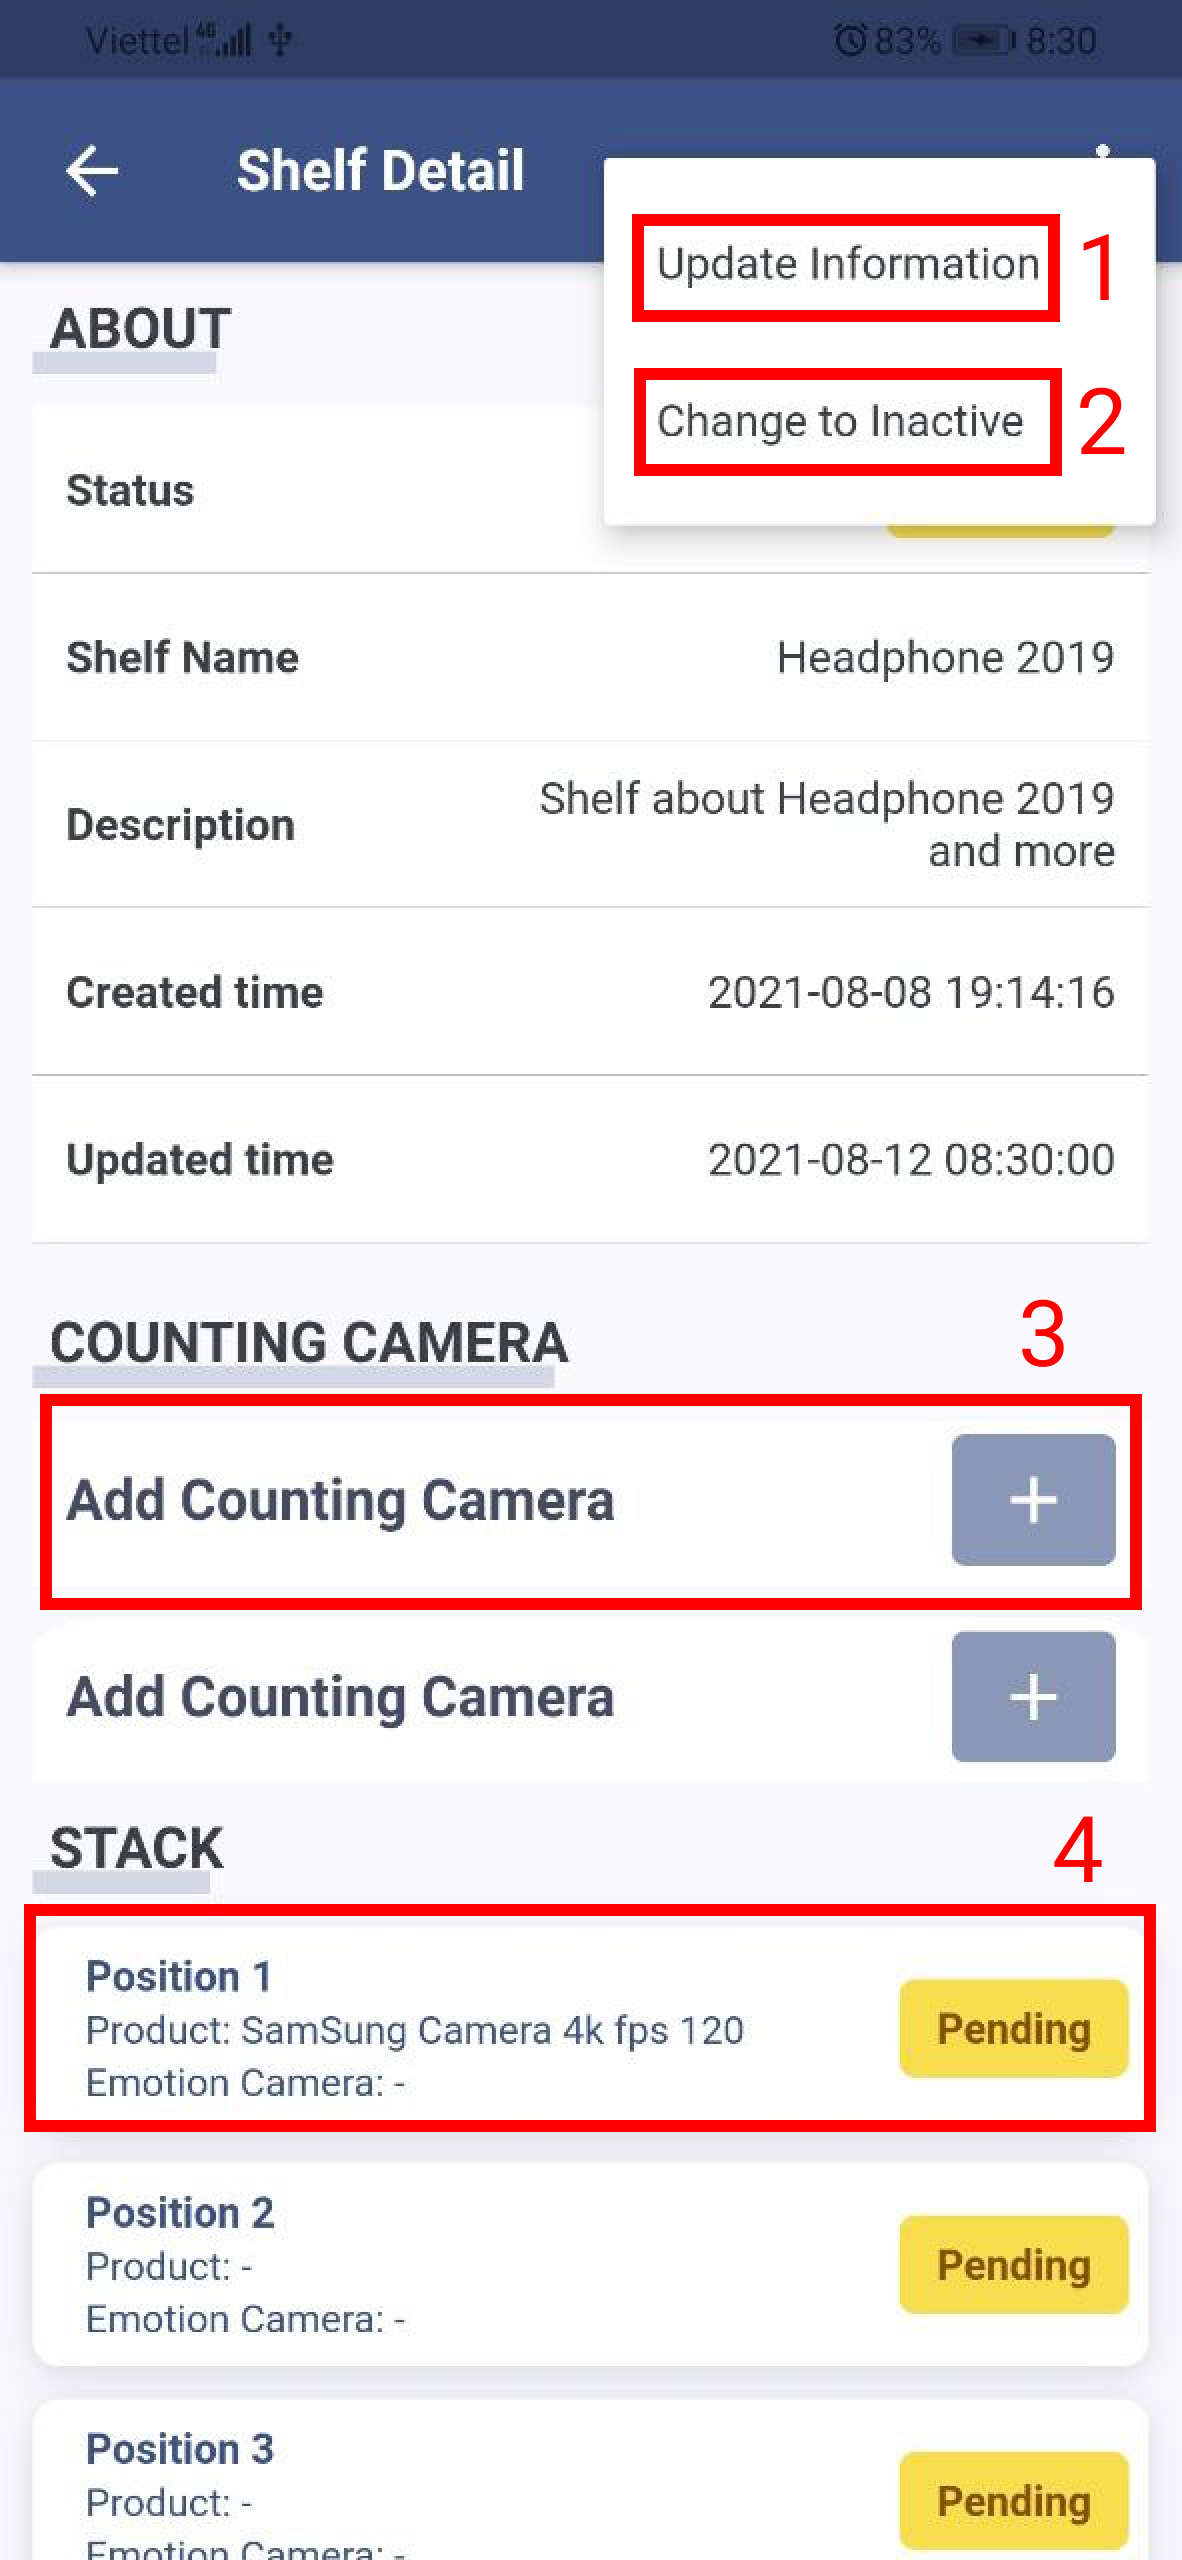 Viettel 4G 83% 8:30
Shelf Detail
Update Information 1
Change to Inactive 2
ABOUT
Status
Shelf Name Headphone 2019
Description Shelf about Headphone 2019
and more
Created time 2021-08-08 19:14:16
Updated time 2021-08-12 08:30:00
COUNTING CAMERA 3
Add Counting Camera +
Add Counting Camera +
STACK 4
Position 1
Product: SamSung Camera 4k fps 120
Emotion Camera: -
Pending
Position 2
Product: -
Emotion Camera: -
Pending
Position 3
Product: -
Emotion Camera: -
Pending